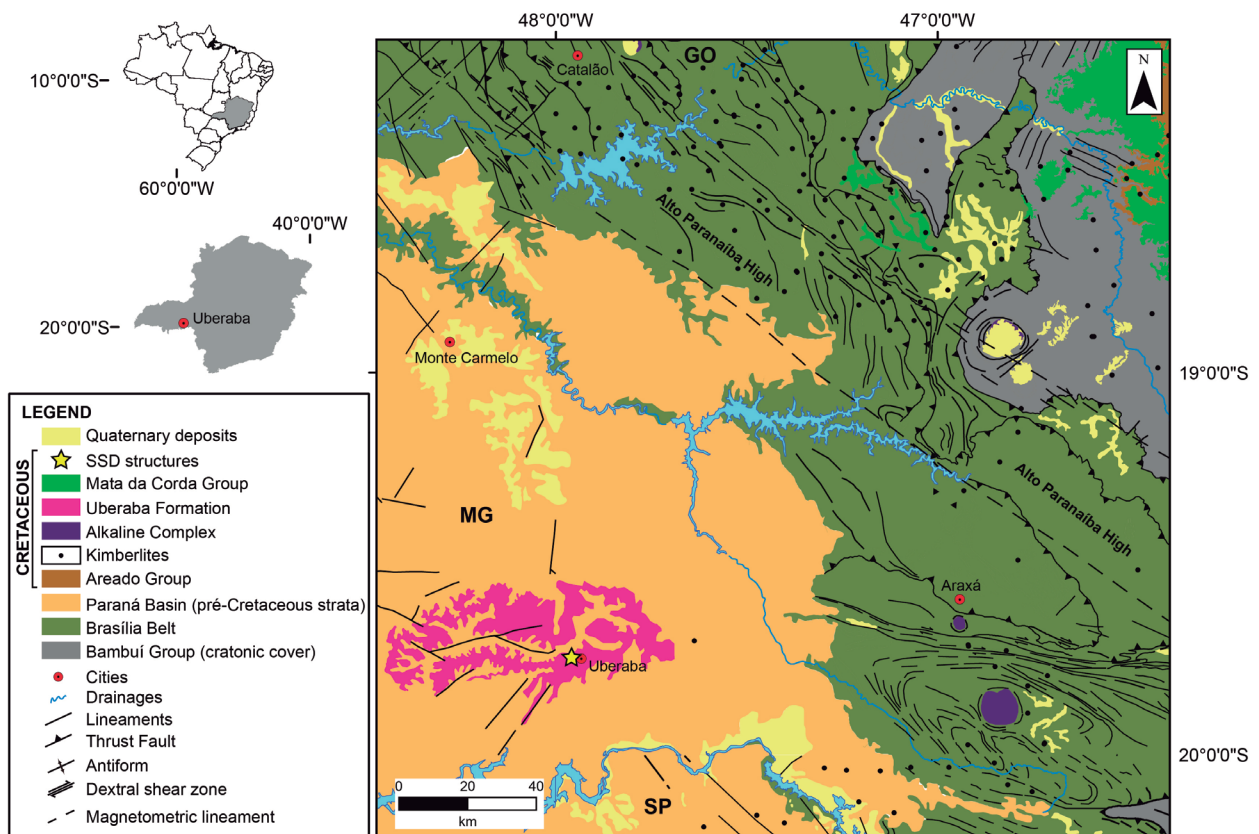 48°0'0"W
47°0'0"W
10°0'0"S
60°0'0"W
40°0'0"W
20°0'0"S
Uberaba
GO
Catalão
N
Alto Paranaíba High
Monte Carmelo
19°0'0"S
MG
Alto Paranaíba High
Araxá
Uberaba
20°0'0"S
SP
0 20 40
km
LEGEND
Quaternary deposits
CRETACEOUS
SSD structures
Mata da Corda Group
Uberaba Formation
Alkaline Complex
Kimberlites
Areado Group
Paraná Basin (pré-Cretaceous strata)
Brasília Belt
Bambuí Group (cratonic cover)
Cities
Drainages
Lineaments
Thrust Fault
Antiform
Dextral shear zone
Magnetometric lineament